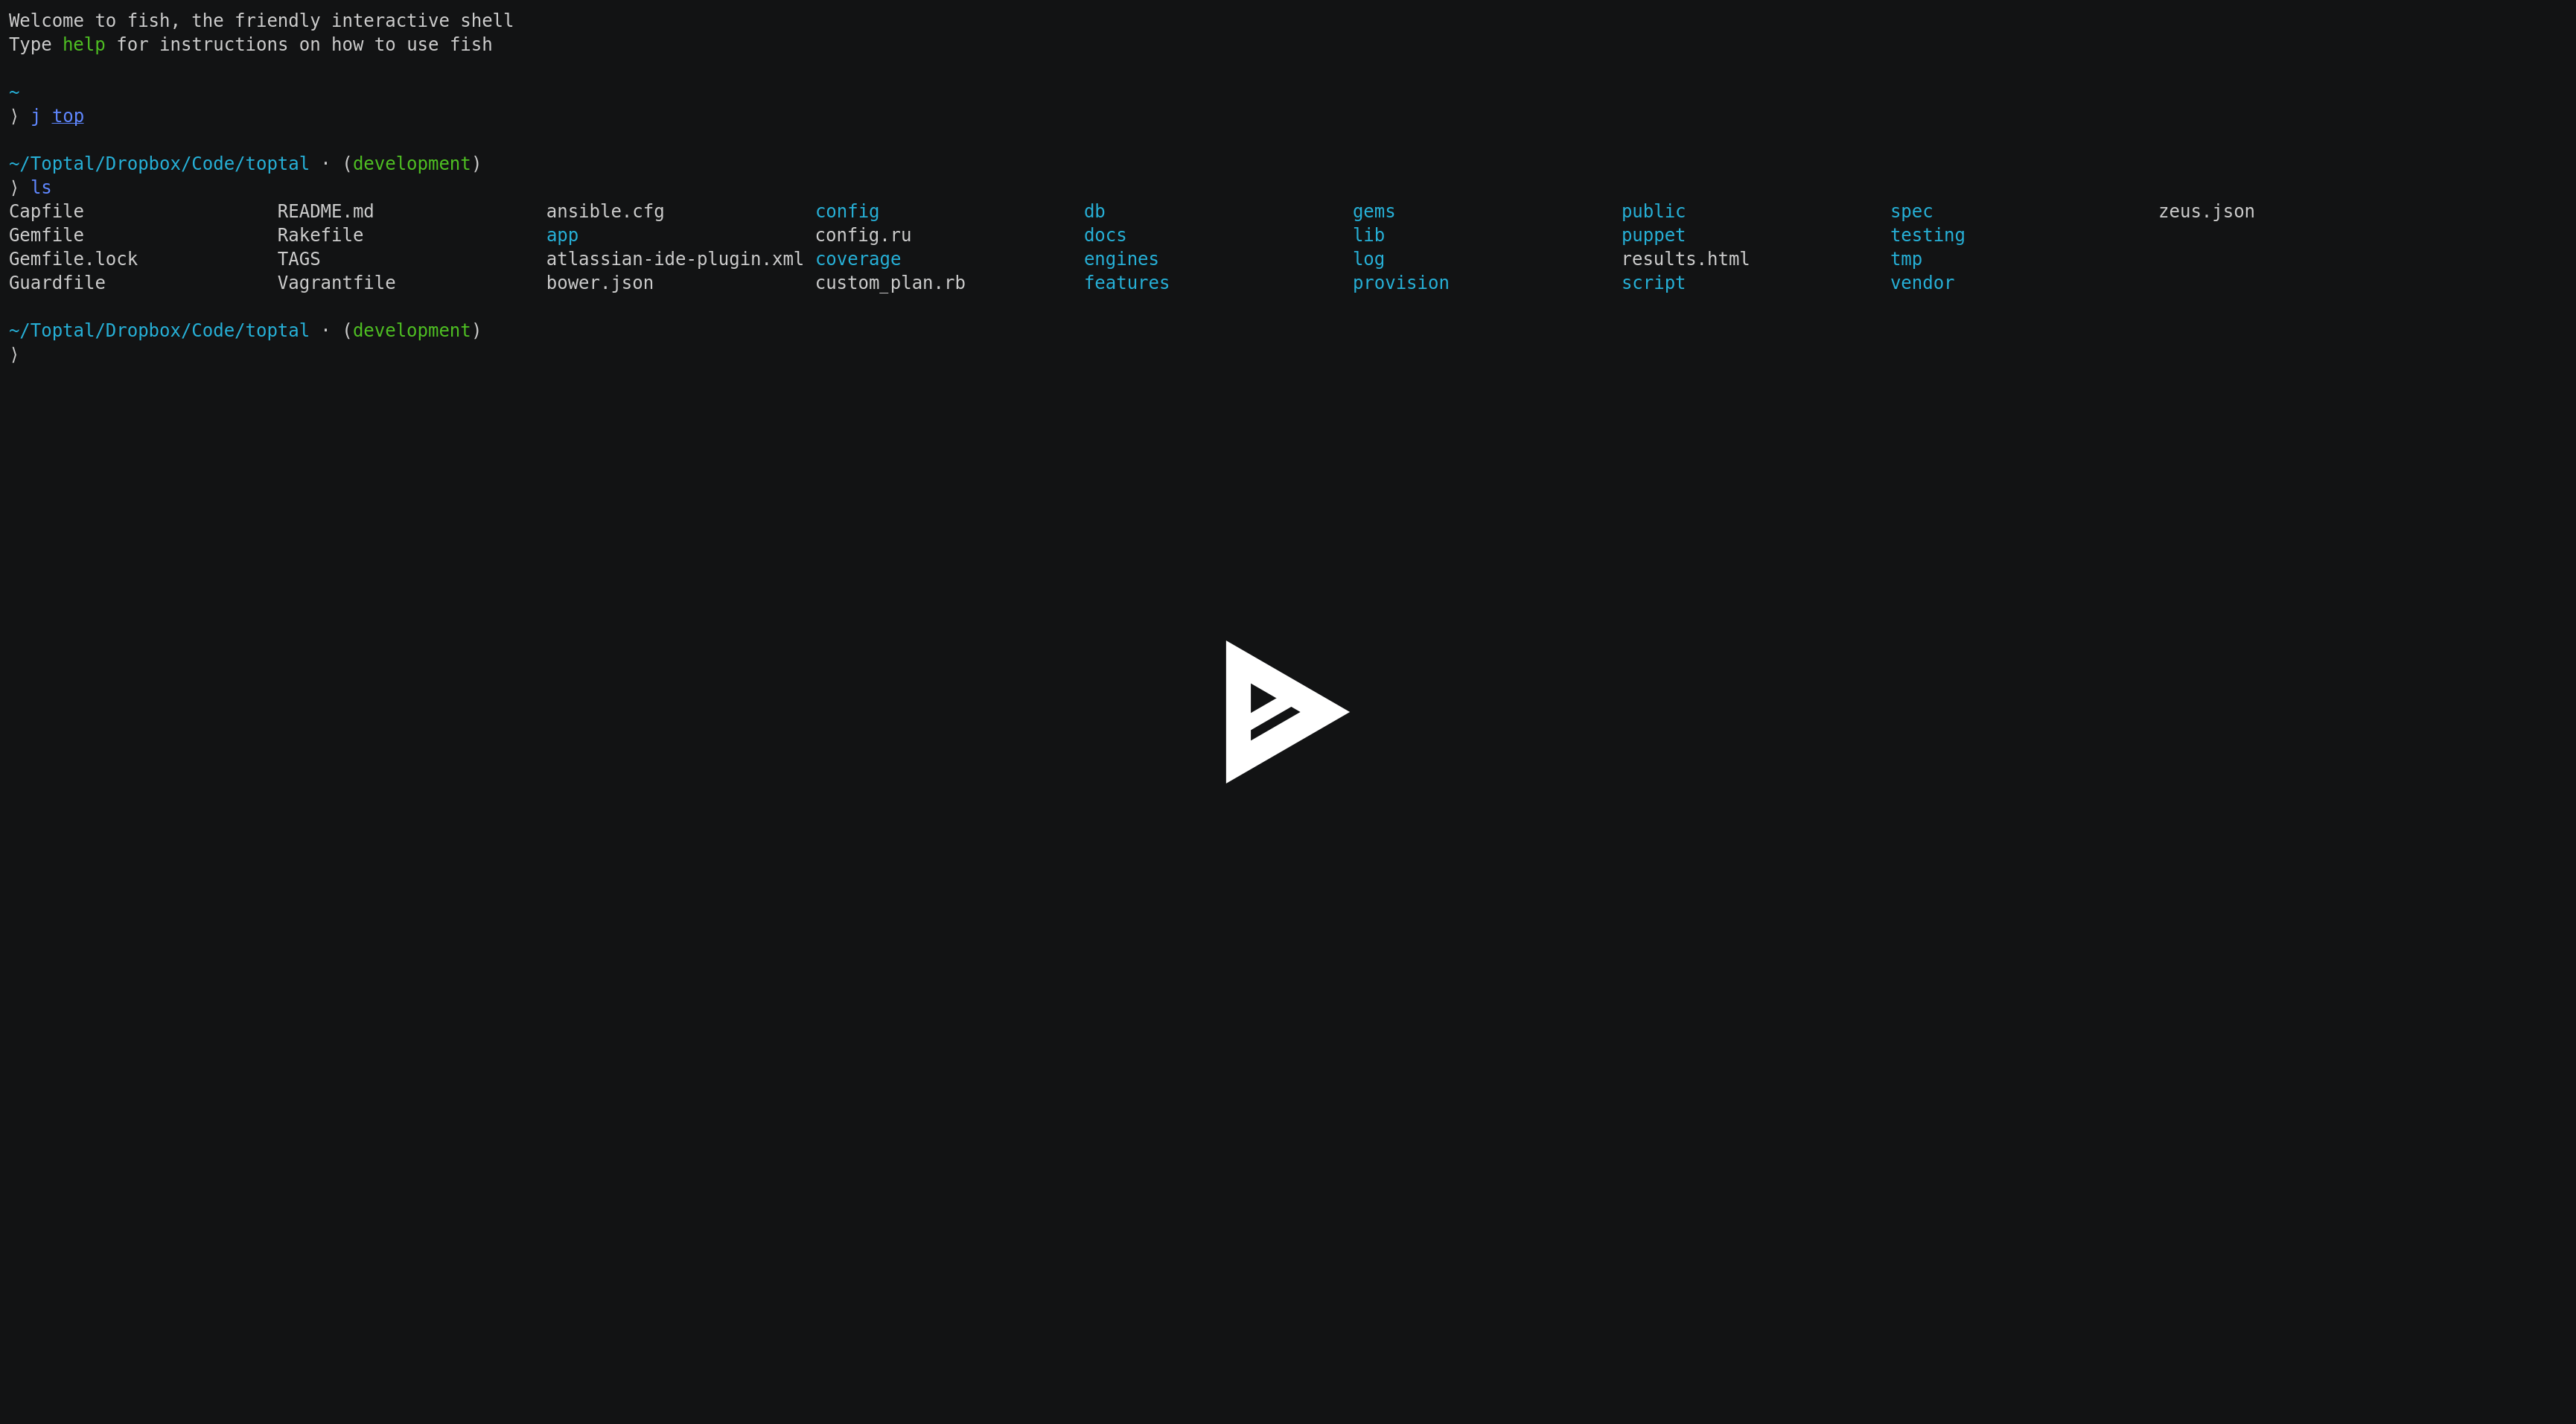 Welcome to fish, the friendly interactive shell
Type help for instructions on how to use fish
~
⟩ j top
~/Toptal/Dropbox/Code/toptal · (development)
⟩ ls
Capfile README.md ansible.cfg config db gems public spec zeus.json
Gemfile Rakefile app config.ru docs lib puppet testing
Gemfile.lock TAGS atlassian-ide-plugin.xml coverage engines log results.html tmp
Guardfile Vagrantfile bower.json custom_plan.rb features provision script vendor
~/Toptal/Dropbox/Code/toptal · (development)
⟩